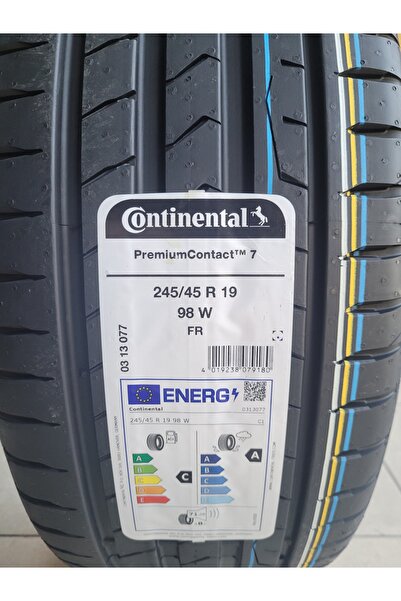 Continental
PremiumContact™ 7
245/45 R 19
98 W
FR
03 13 077
4 019238 079180
ENERG
Continental
0313077
245/45 R 19 98 W
C1
A
B
C
D
E
C
A
B
C
D
E
A
71
B